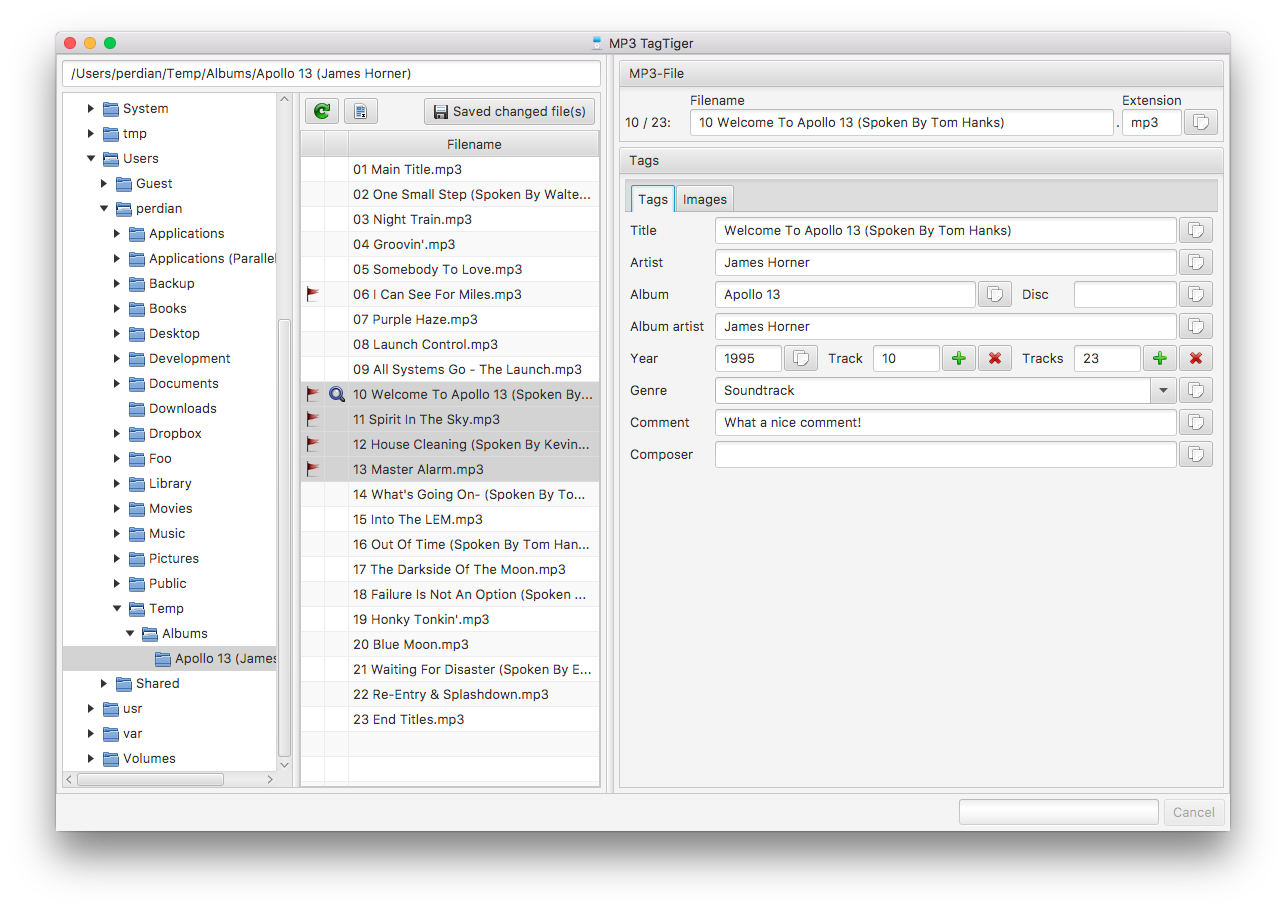 MP3 TagTiger
/Users/perdian/Temp/Albums/Apollo 13 (James Horner)
System
tmp
Users
Guest
perdian
Applications
Applications (Parallel
Backup
Books
Desktop
Development
Documents
Downloads
Dropbox
Foo
Library
Movies
Music
Pictures
Public
Temp
Albums
Apollo 13 (James
Shared
usr
var
Volumes
Saved changed file(s)
Filename
01 Main Title.mp3
02 One Small Step (Spoken By Walte...
03 Night Train.mp3
04 Groovin'.mp3
05 Somebody To Love.mp3
06 I Can See For Miles.mp3
07 Purple Haze.mp3
08 Launch Control.mp3
09 All Systems Go - The Launch.mp3
10 Welcome To Apollo 13 (Spoken By...
11 Spirit In The Sky.mp3
12 House Cleaning (Spoken By Kevin...
13 Master Alarm.mp3
14 What's Going On- (Spoken By To...
15 Into The LEM.mp3
16 Out Of Time (Spoken By Tom Han...
17 The Darkside Of The Moon.mp3
18 Failure Is Not An Option (Spoken ...
19 Honky Tonkin'.mp3
20 Blue Moon.mp3
21 Waiting For Disaster (Spoken By E...
22 Re-Entry & Splashdown.mp3
23 End Titles.mp3
MP3-File
Filename Extension
10 / 23: 10 Welcome To Apollo 13 (Spoken By Tom Hanks) . mp3
Tags
Tags Images
Title Welcome To Apollo 13 (Spoken By Tom Hanks)
Artist James Horner
Album Apollo 13 Disc
Album artist James Horner
Year 1995 Track 10 Tracks 23
Genre Soundtrack
Comment What a nice comment!
Composer
Cancel